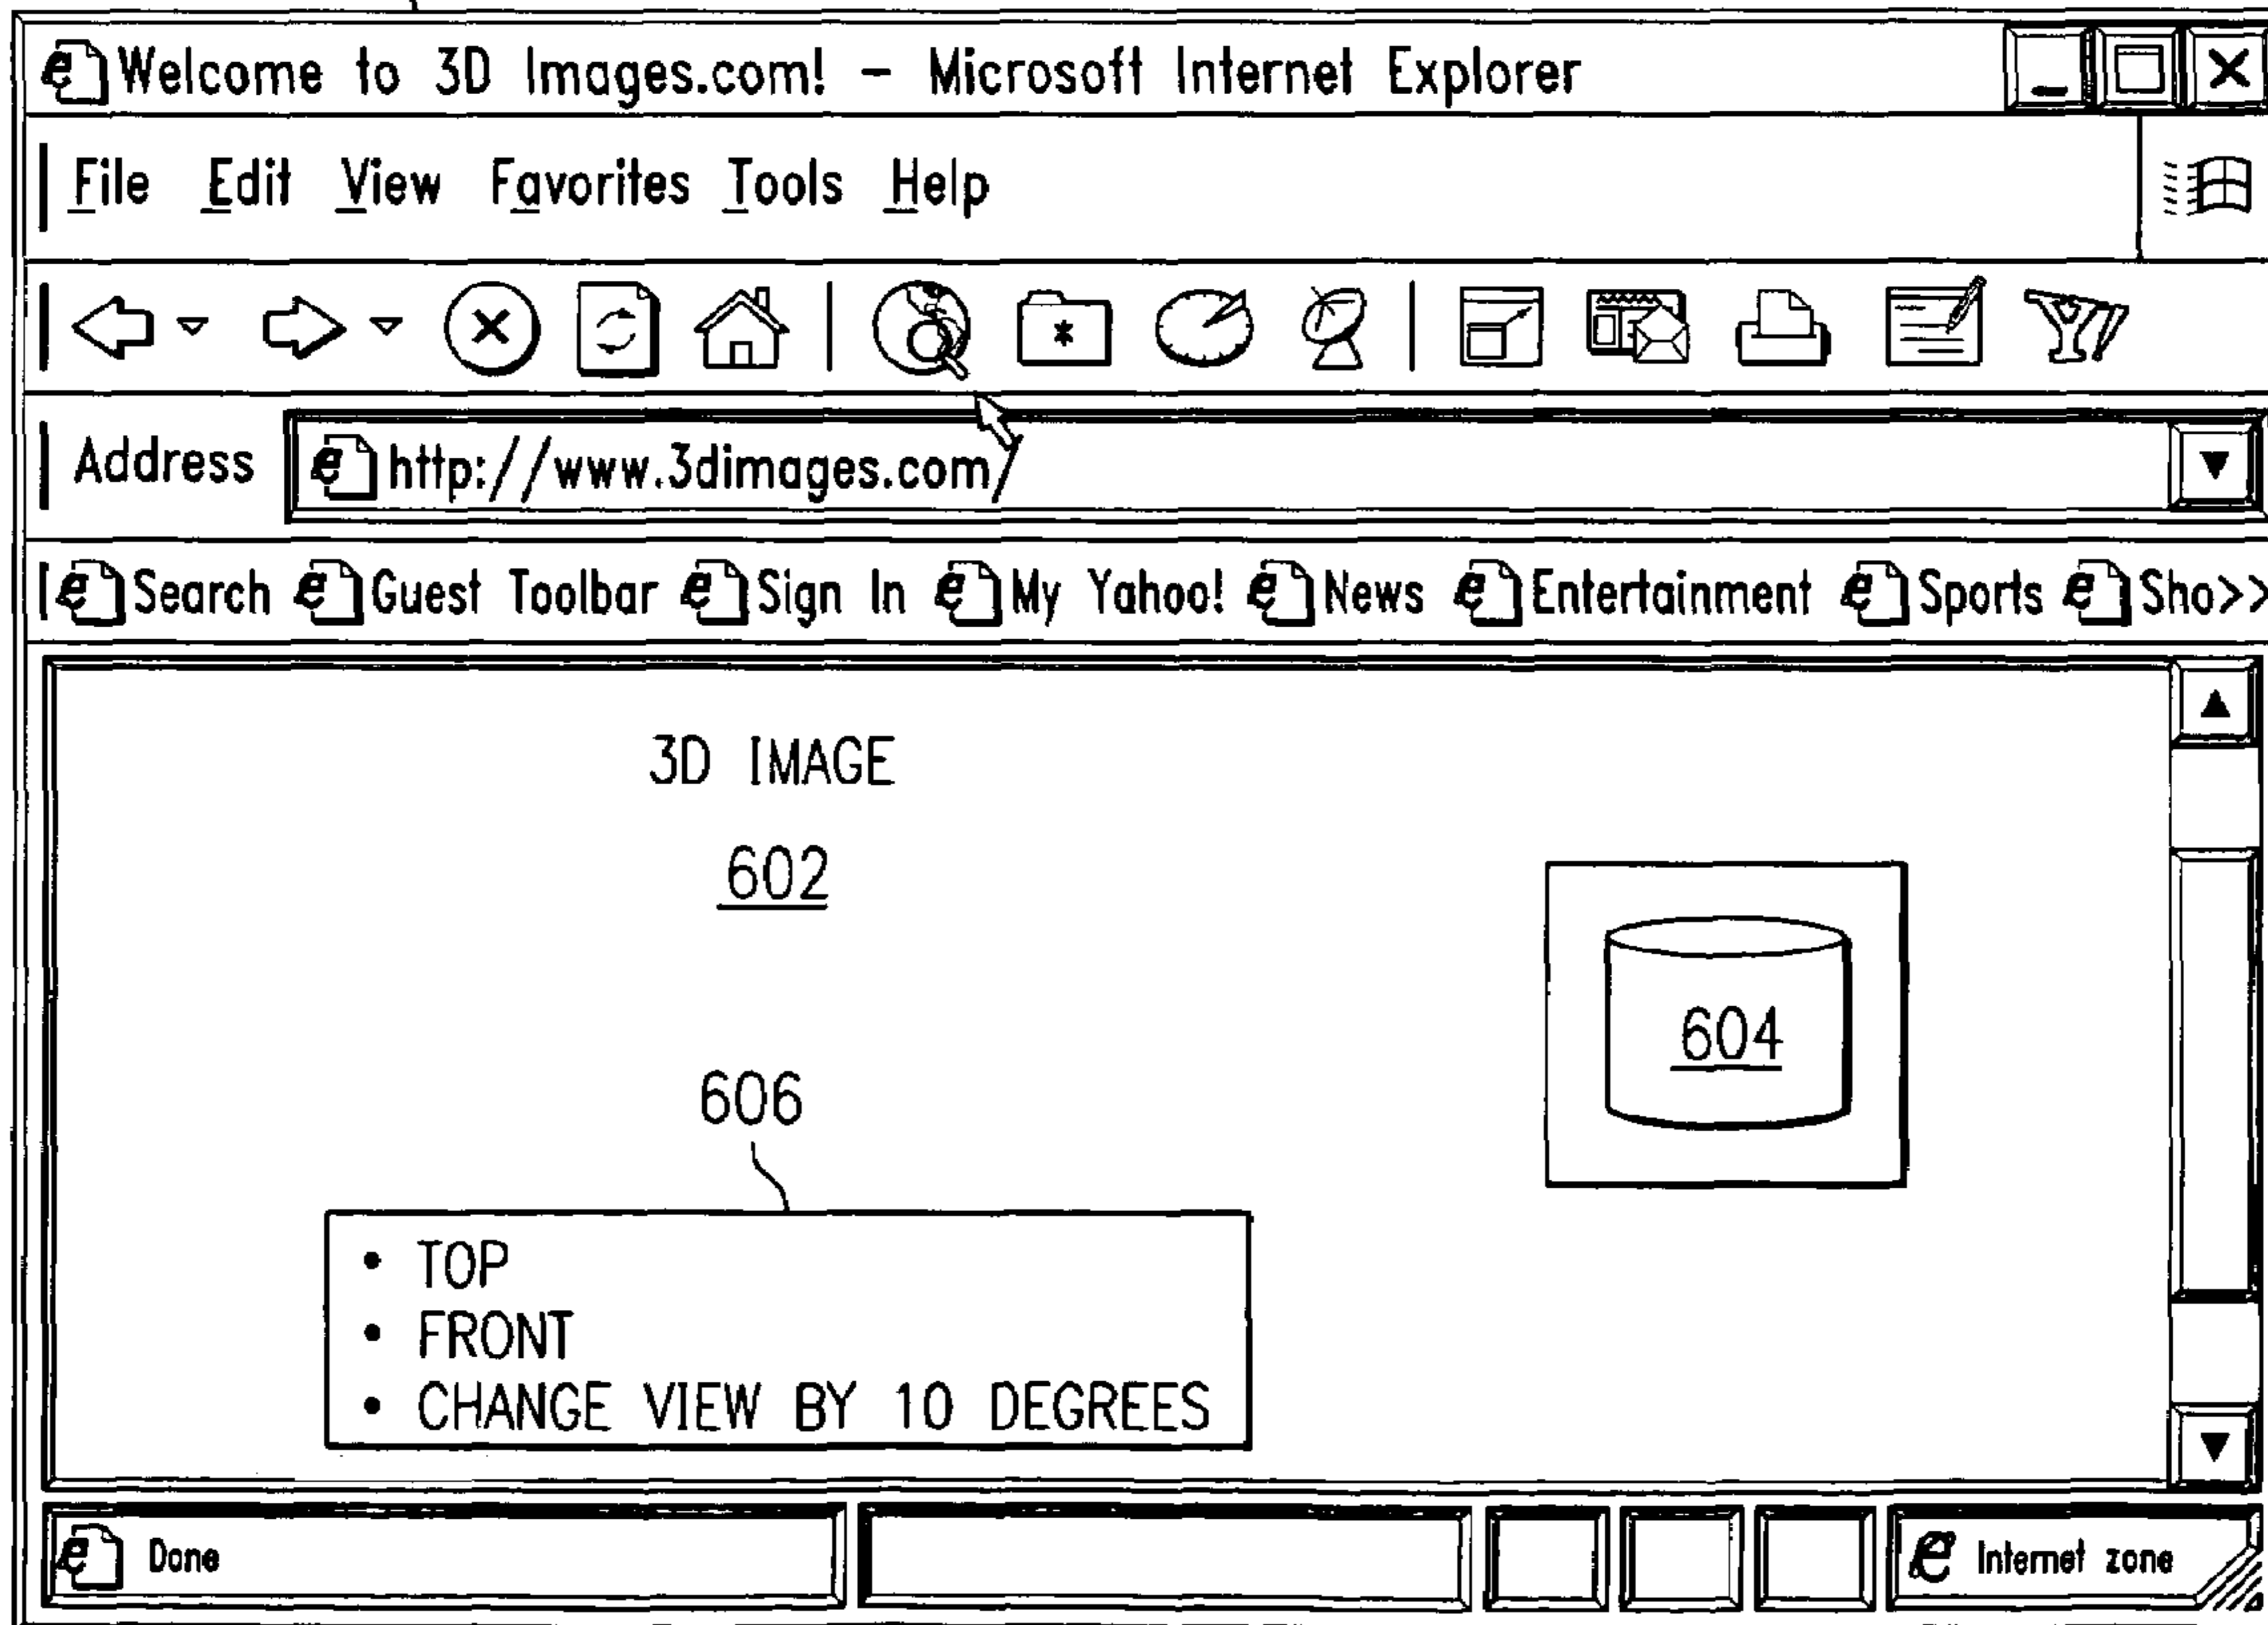 Welcome to 3D Images.com! – Microsoft Internet Explorer
File Edit View Favorites Tools Help
Address http://www.3dimages.com/
Search Guest Toolbar Sign In My Yahoo! News Entertainment Sports Sho>>
3D IMAGE
602
604
606
• TOP
• FRONT
• CHANGE VIEW BY 10 DEGREES
Done
Internet zone